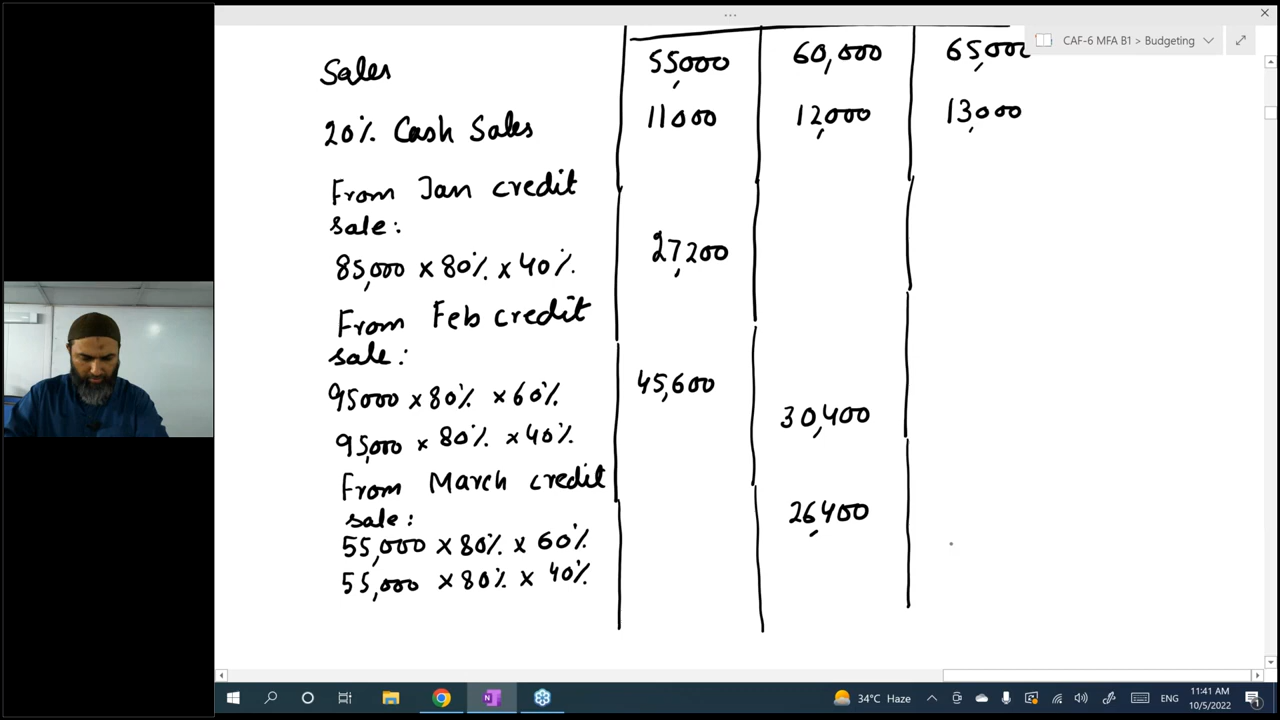 CAF-6 MFA B1 > Budgeting
Sales 55,000 60,000 65,000
20% Cash Sales 11000 12,000 13,000
From Jan credit
sale:
85,000 × 80% × 40% 27,200
From Feb credit
sale:
95000 × 80% × 60% 45,600
95,000 × 80% × 40% 30,400
From March credit
sale:
55,000 × 80% × 60% 26,400
55,000 × 80% × 40%
34°C Haze ENG 11:41 AM
10/5/2022